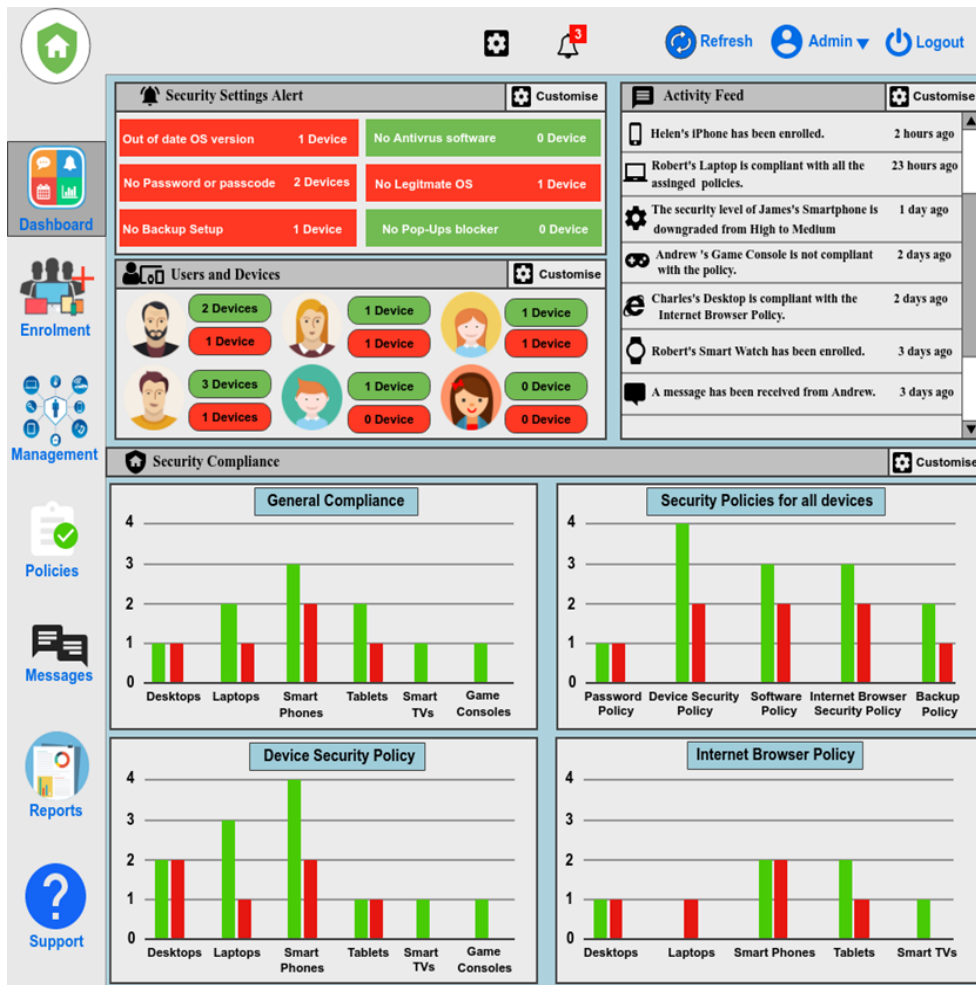 3
Refresh
Admin
Logout
Dashboard
Enrolment
Management
Policies
Messages
Reports
Support
Security Settings Alert
Customise
Out of date OS version 1 Device
No Antivrus software 0 Device
No Password or passcode 2 Devices
No Legitmate OS 1 Device
No Backup Setup 1 Device
No Pop-Ups blocker 0 Device
Users and Devices
Customise
2 Devices
1 Device
1 Device
1 Device
1 Device
1 Device
3 Devices
1 Devices
1 Device
0 Device
0 Device
0 Device
Activity Feed
Customise
Helen's iPhone has been enrolled. 2 hours ago
Robert's Laptop is compliant with all the 23 hours ago
assinged policies.
The security level of James's Smartphone is 1 day ago
downgraded from High to Medium
Andrew 's Game Console is not compliant 2 days ago
with the policy.
Charles's Desktop is compliant with the 2 days ago
Internet Browser Policy.
Robert's Smart Watch has been enrolled. 3 days ago
A message has been received from Andrew. 3 days ago
Security Compliance
Customise
General Compliance
4
3
2
1
0
Desktops Laptops Smart Tablets Smart Game
Phones TVs Consoles
Security Policies for all devices
4
3
2
1
0
Password Device Security Software Internet Browser Backup
Policy Policy Policy Security Policy Policy
Device Security Policy
4
3
2
1
0
Desktops Laptops Smart Tablets Smart Game
Phones TVs Consoles
Internet Browser Policy
4
3
2
1
0
Desktops Laptops Smart Phones Tablets Smart TVs